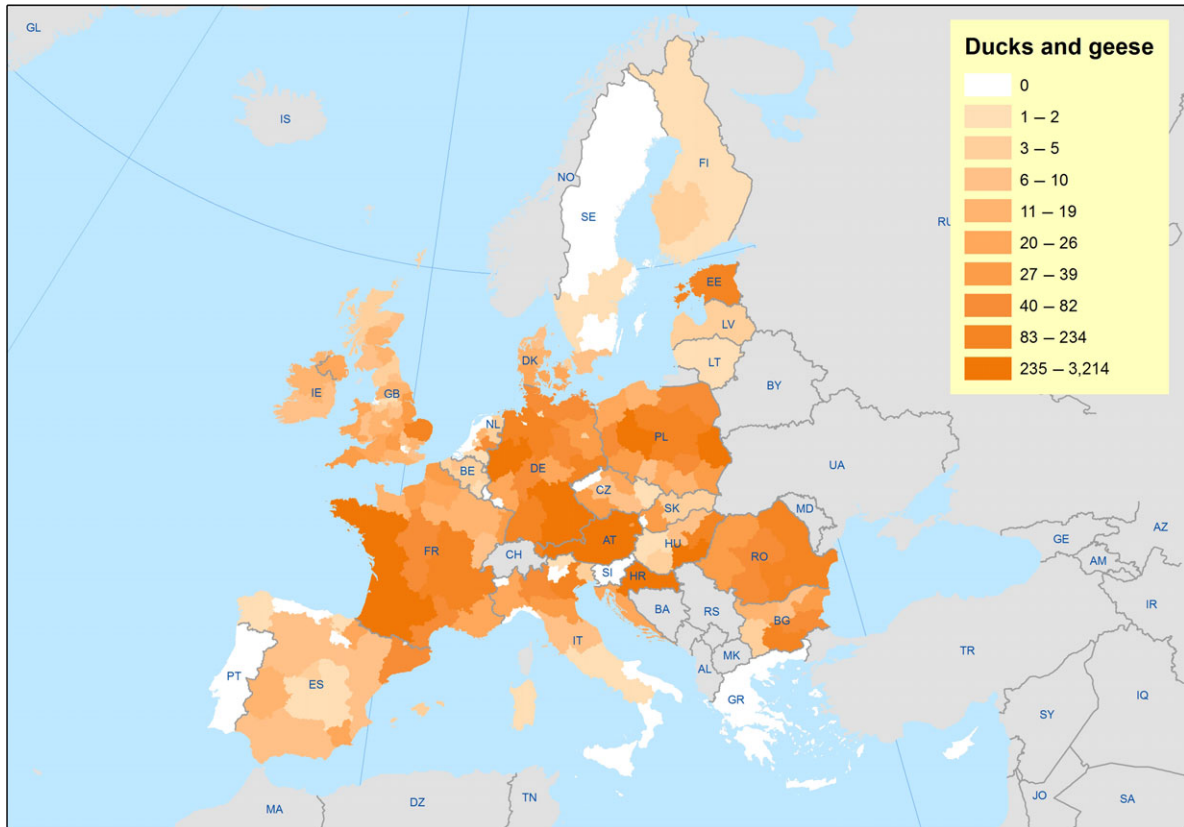 GL
Ducks and geese
0
1 – 2
3 – 5
6 – 10
11 – 19
20 – 26
27 – 39
40 – 82
83 – 234
235 – 3,214
IS
NO
SE
FI
RU
EE
LV
LT
DK
BY
IE
GB
NL
PL
BE
DE
UA
CZ
SK
MD
FR
CH
AT
HU
RO
SI
HR
GE
AZ
AM
BA
RS
BG
IR
IT
MK
AL
TR
PT
ES
GR
SY
IQ
MA
DZ
TN
JO
SA